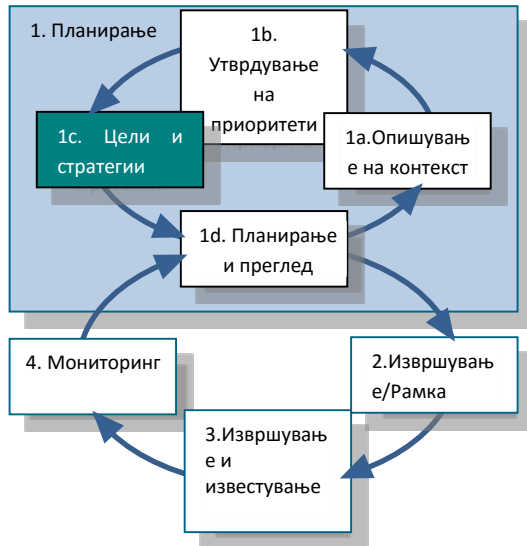 1. Планирање
1b.
Утврдување
на
приоритети
1c. Цели и
стратегии
1a.Опишувањ
е на контекст
1d. Планирање
и преглед
4. Мониторинг
2.Извршувањ
е/Рамка
3.Извршувањ
е и
известување